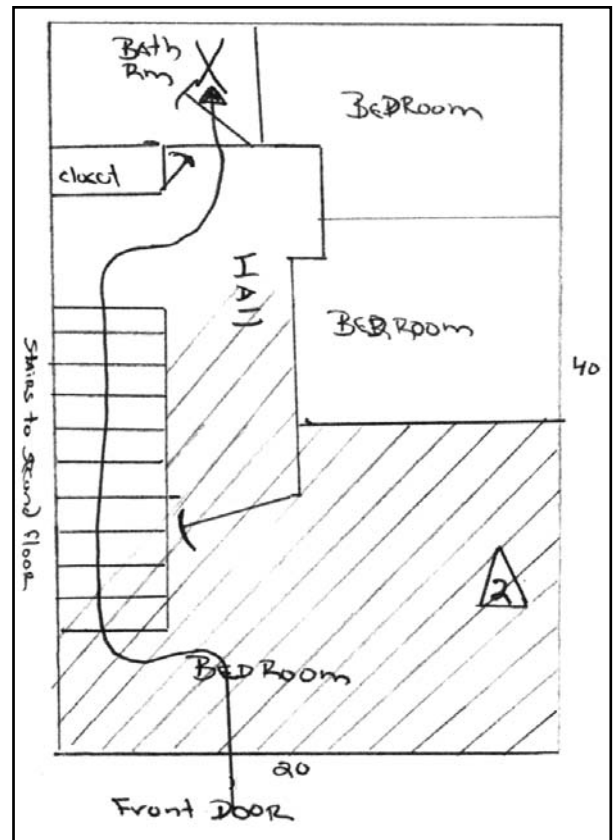 BATh
Rm
BEDRoom
closet
HAll
BEDRoom
Stairs to Second Floor
40
2
BEDRoom
20
Front DOOR